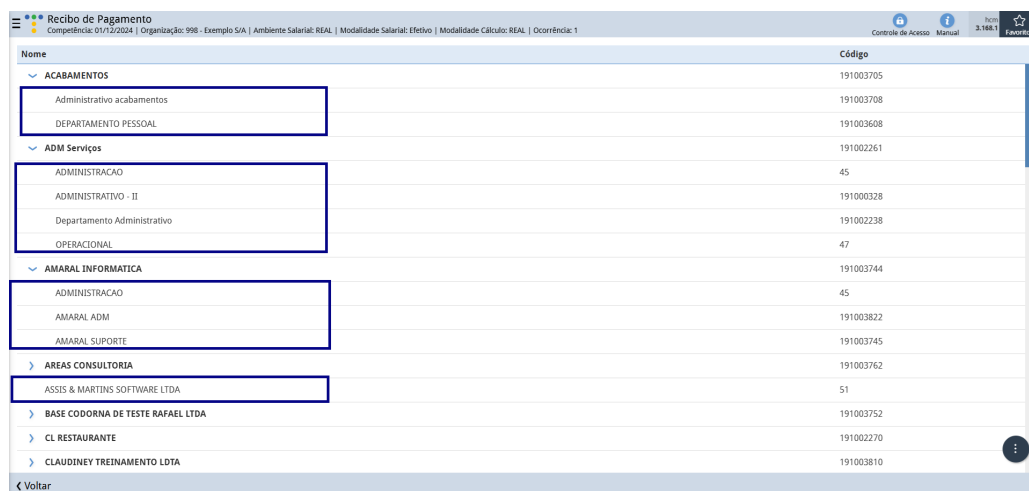 Recibo de Pagamento
Competência: 01/12/2024 | Organização: 998 - Exemplo S/A | Ambiente Salarial: REAL | Modalidade Salarial: Efetivo | Modalidade Cálculo: REAL | Ocorrência: 1
Controle de Acesso Manual hcm 3.168.1 Favorito
Nome Código
ACABAMENTOS 191003705
Administrativo acabamentos 191003708
DEPARTAMENTO PESSOAL 191003608
ADM Serviços 191002261
ADMINISTRACAO 45
ADMINISTRATIVO - II 191000328
Departamento Administrativo 191002238
OPERACIONAL 47
AMARAL INFORMATICA 191003744
ADMINISTRACAO 45
AMARAL ADM 191003822
AMARAL SUPORTE 191003745
AREAS CONSULTORIA 191003762
ASSIS & MARTINS SOFTWARE LTDA 51
BASE CODORNA DE TESTE RAFAEL LTDA 191003752
CL RESTAURANTE 191002270
CLAUDINEY TREINAMENTO LDTA 191003810
Voltar